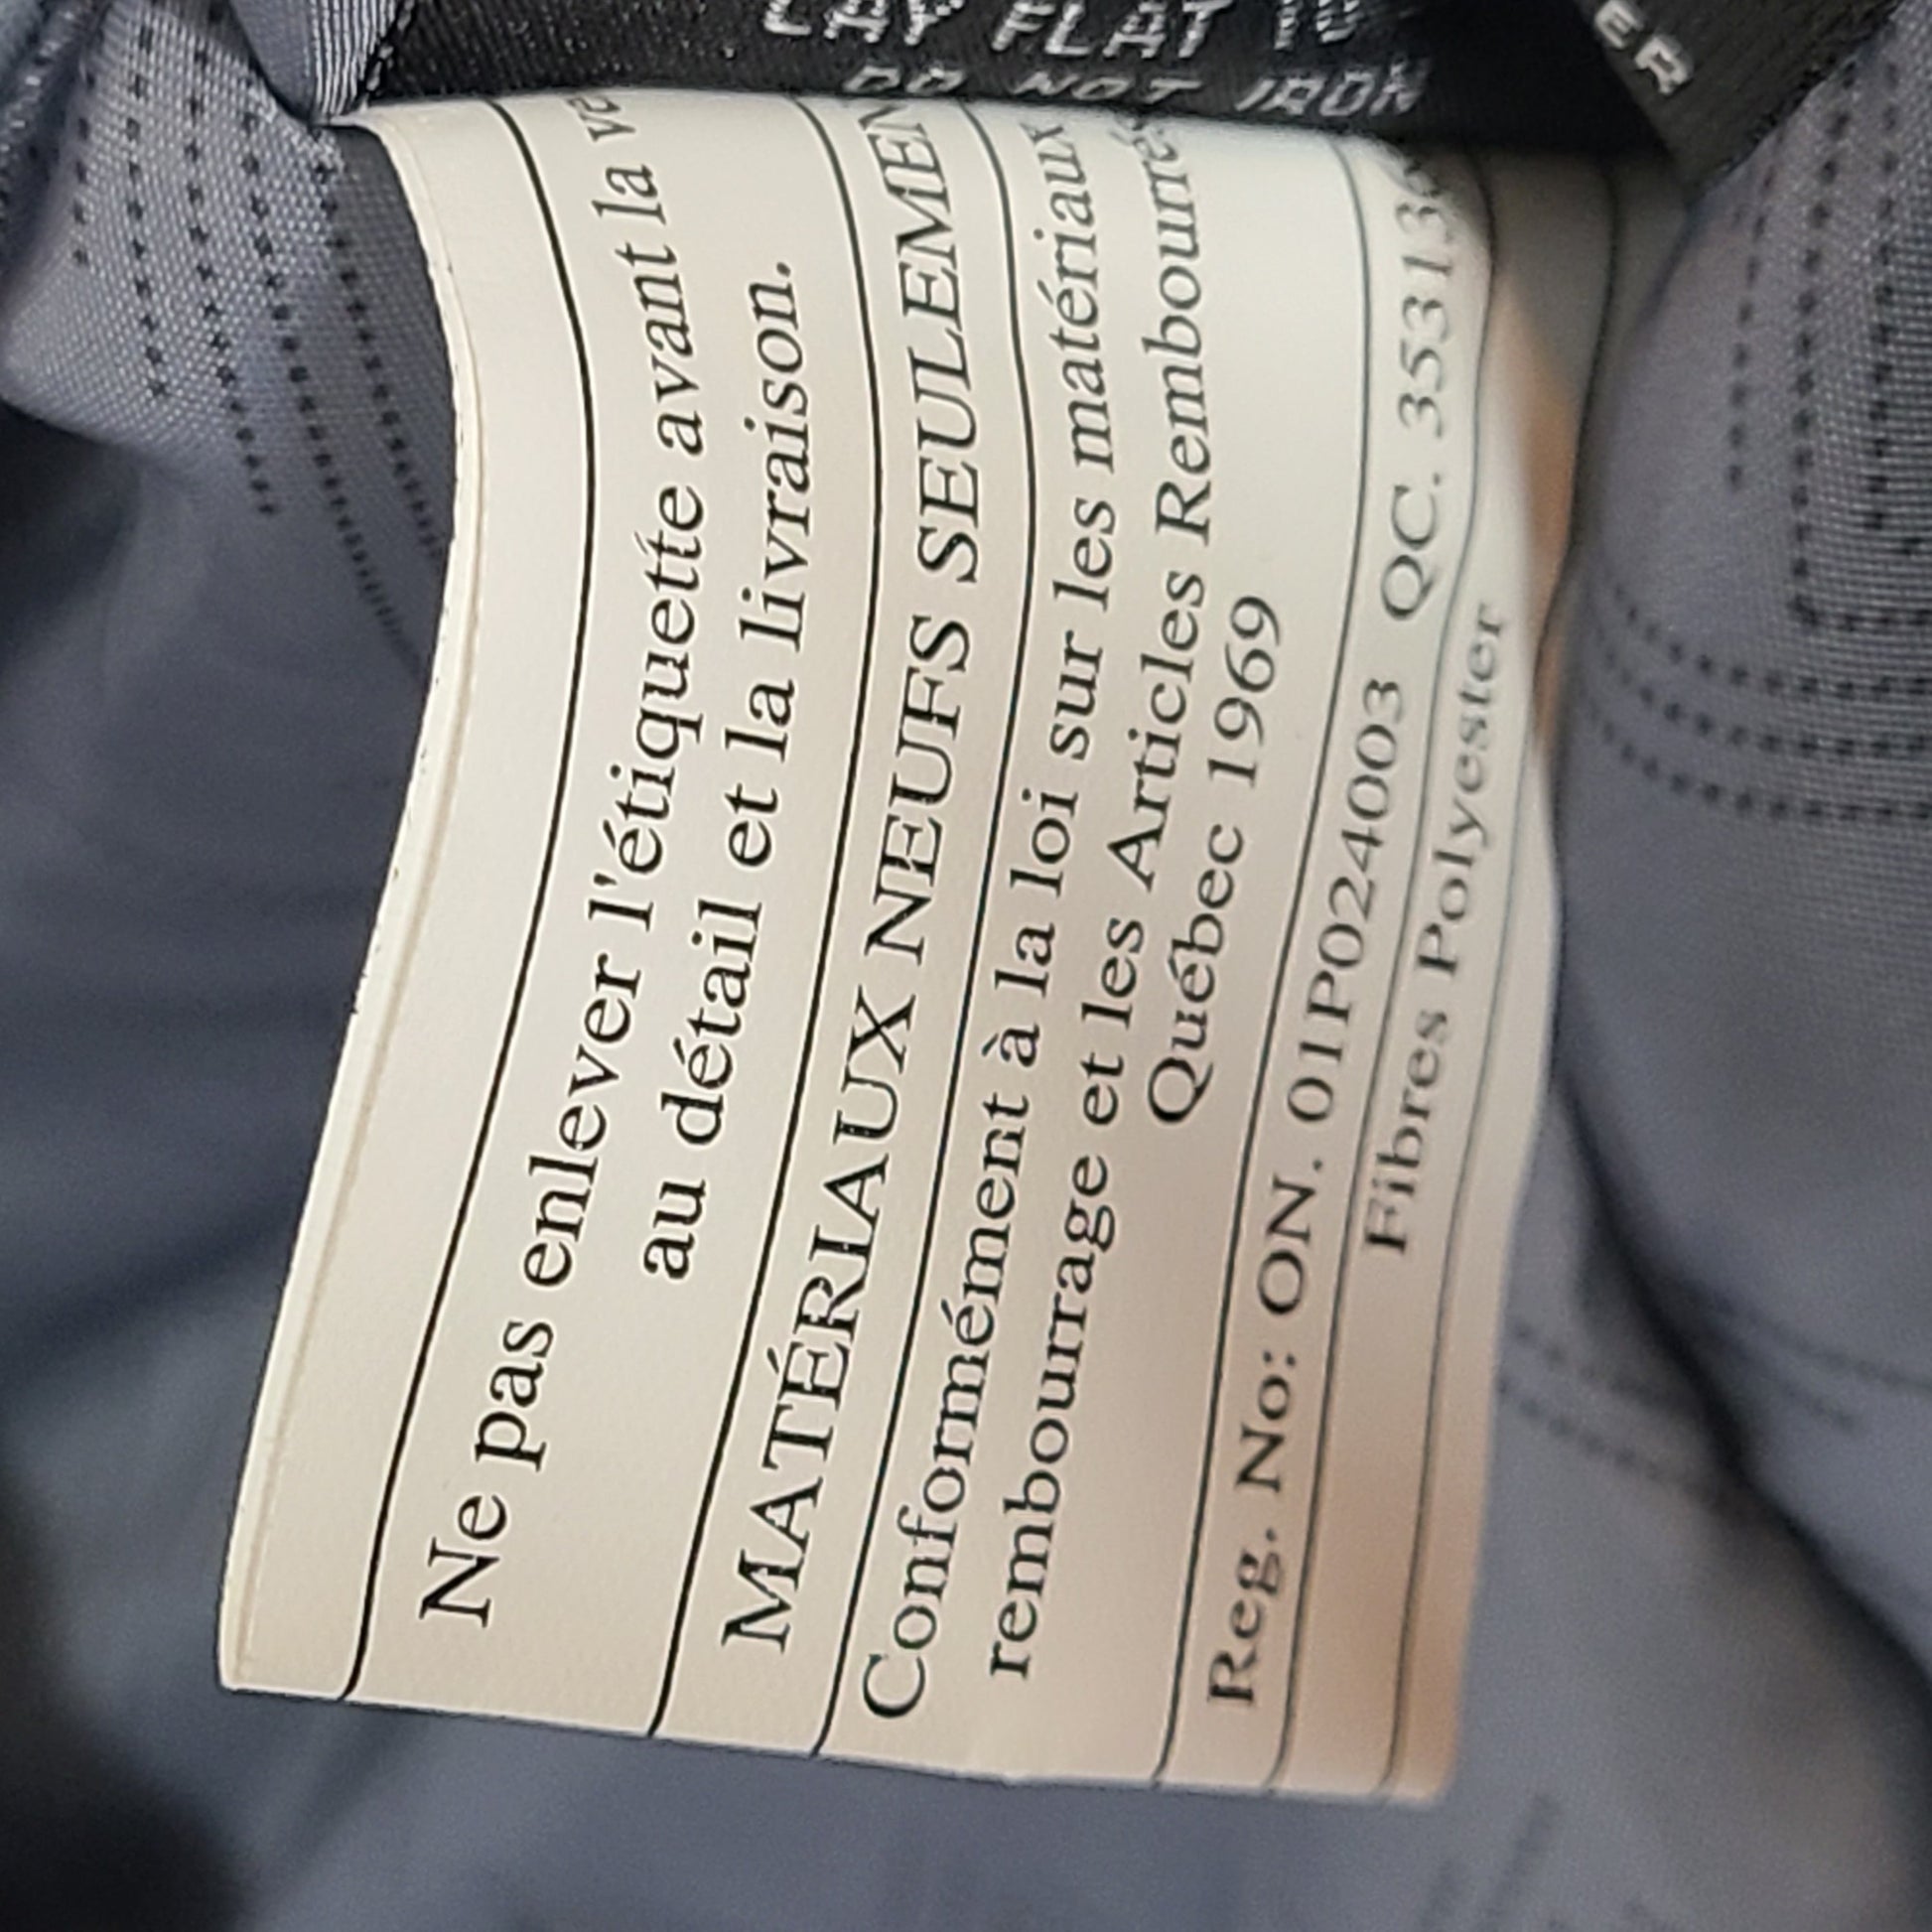 LAY FLAT
DO NOT IRON
Ne pas enlever l'étiquette avant la
au détail et la livraison.
MATÉRIAUX NEUFS SEULEMEN
Conformément à la loi sur les matériaux
rembourrage et les Articles Rembourré
Québec 1969
Reg. No: ON. 01P024003 QC. 35313
Fibres Polyester